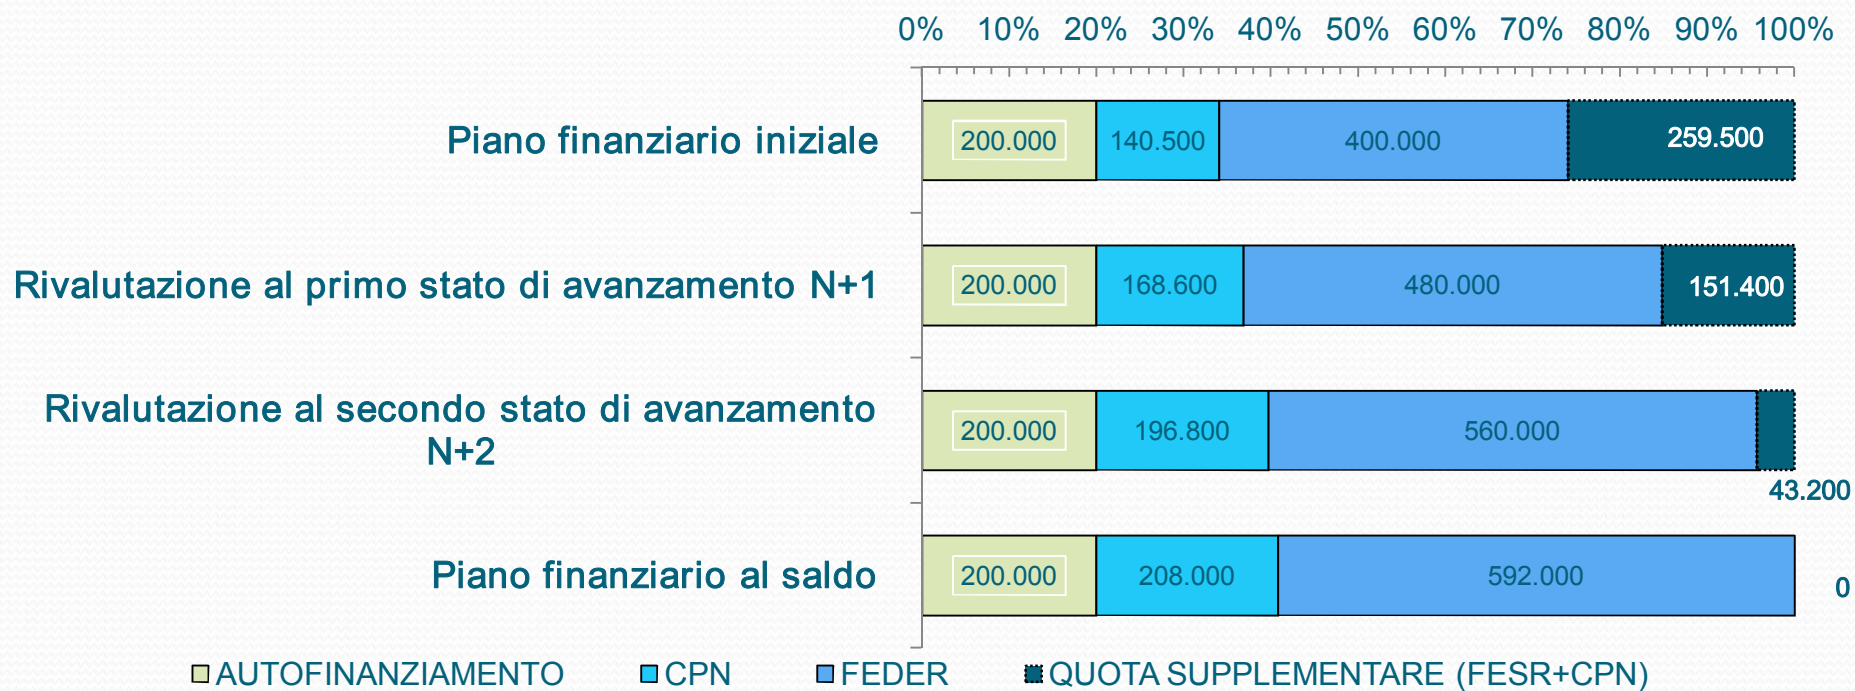 0% 10% 20% 30% 40% 50% 60% 70% 80% 90% 100%
Piano finanziario iniziale 200.000 140.500 400.000 259.500
Rivalutazione al primo stato di avanzamento N+1 200.000 168.600 480.000 151.400
Rivalutazione al secondo stato di avanzamento
N+2
200.000 196.800 560.000
43.200
Piano finanziario al saldo 200.000 208.000 592.000 0
AUTOFINANZIAMENTO CPN FEDER QUOTA SUPPLEMENTARE (FESR+CPN)